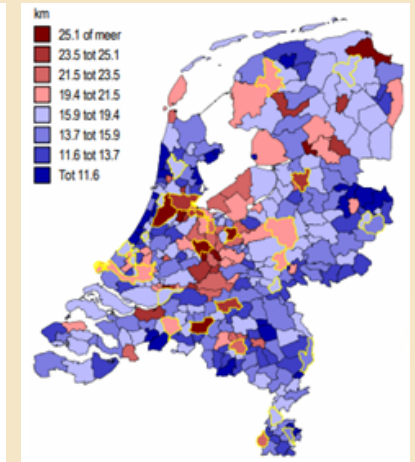 km
25.1 of meer
23.5 tot 25.1
21.5 tot 23.5
19.4 tot 21.5
15.9 tot 19.4
13.7 tot 15.9
11.6 tot 13.7
Tot 11.6